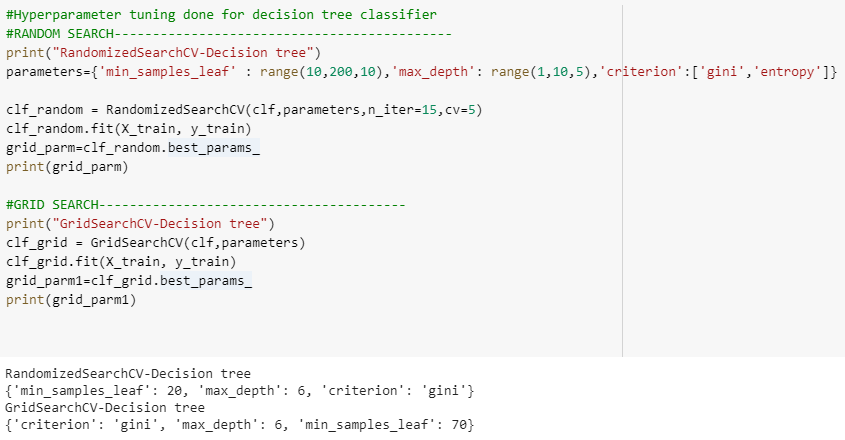 #Hyperparameter tuning done for decision tree classifier
#RANDOM SEARCH--------------------------------------------
print("RandomizedSearchCV-Decision tree")
parameters={'min_samples_leaf' : range(10,200,10),'max_depth': range(1,10,5),'criterion':['gini','entropy']}
clf_random = RandomizedSearchCV(clf,parameters,n_iter=15,cv=5)
clf_random.fit(X_train, y_train)
grid_parm=clf_random.best_params_
print(grid_parm)
#GRID SEARCH----------------------------------------
print("GridSearchCV-Decision tree")
clf_grid = GridSearchCV(clf,parameters)
clf_grid.fit(X_train, y_train)
grid_parm1=clf_grid.best_params_
print(grid_parm1)
RandomizedSearchCV-Decision tree
{'min_samples_leaf': 20, 'max_depth': 6, 'criterion': 'gini'}
GridSearchCV-Decision tree
{'criterion': 'gini', 'max_depth': 6, 'min_samples_leaf': 70}